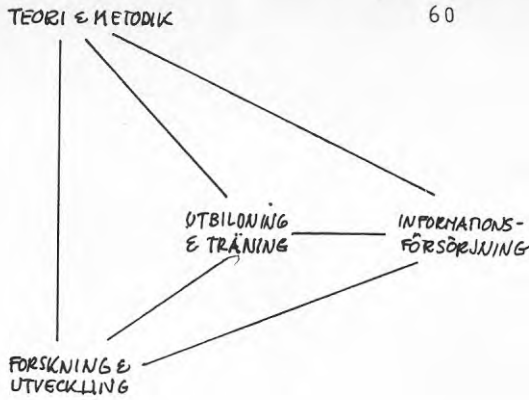 TEORI & METODIK
60
UTBILDNING
& TRÄNING
INFORMATIONS-
FÖRSÖRJNING
FORSKNING &
UTVECKLING